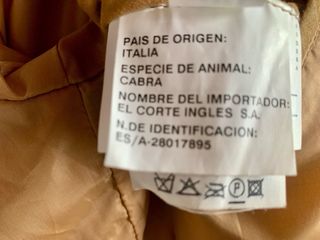 PAIS DE ORIGEN:
ITALIA
ESPECIE DE ANIMAL:
CABRA
NOMBRE DEL IMPORTADOR:
EL CORTE INGLES S.A.
N.DE IDENTIFICACION:
ES/A-28017895
P